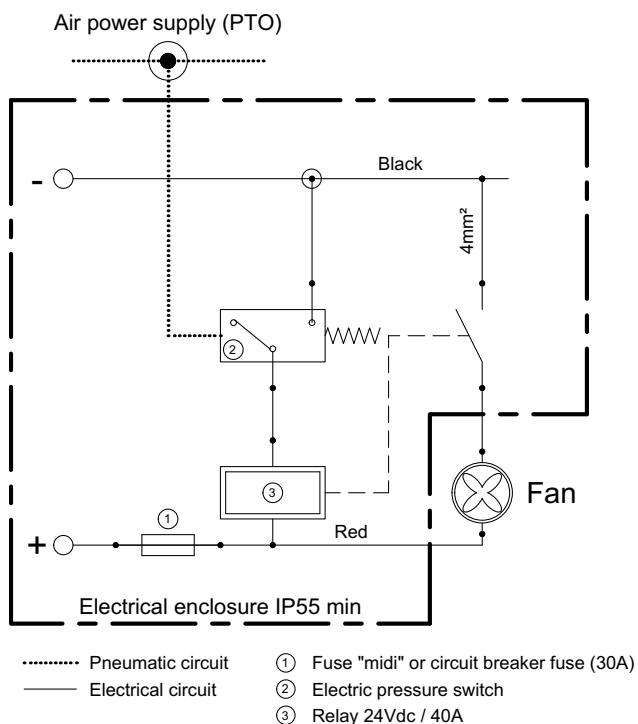 Air power supply (PTO)
-
Black
4mm²
2
3
1
Fan
+
Red
Electrical enclosure IP55 min
Pneumatic circuit
Electrical circuit
1 Fuse "midi" or circuit breaker fuse (30A)
2 Electric pressure switch
3 Relay 24Vdc / 40A